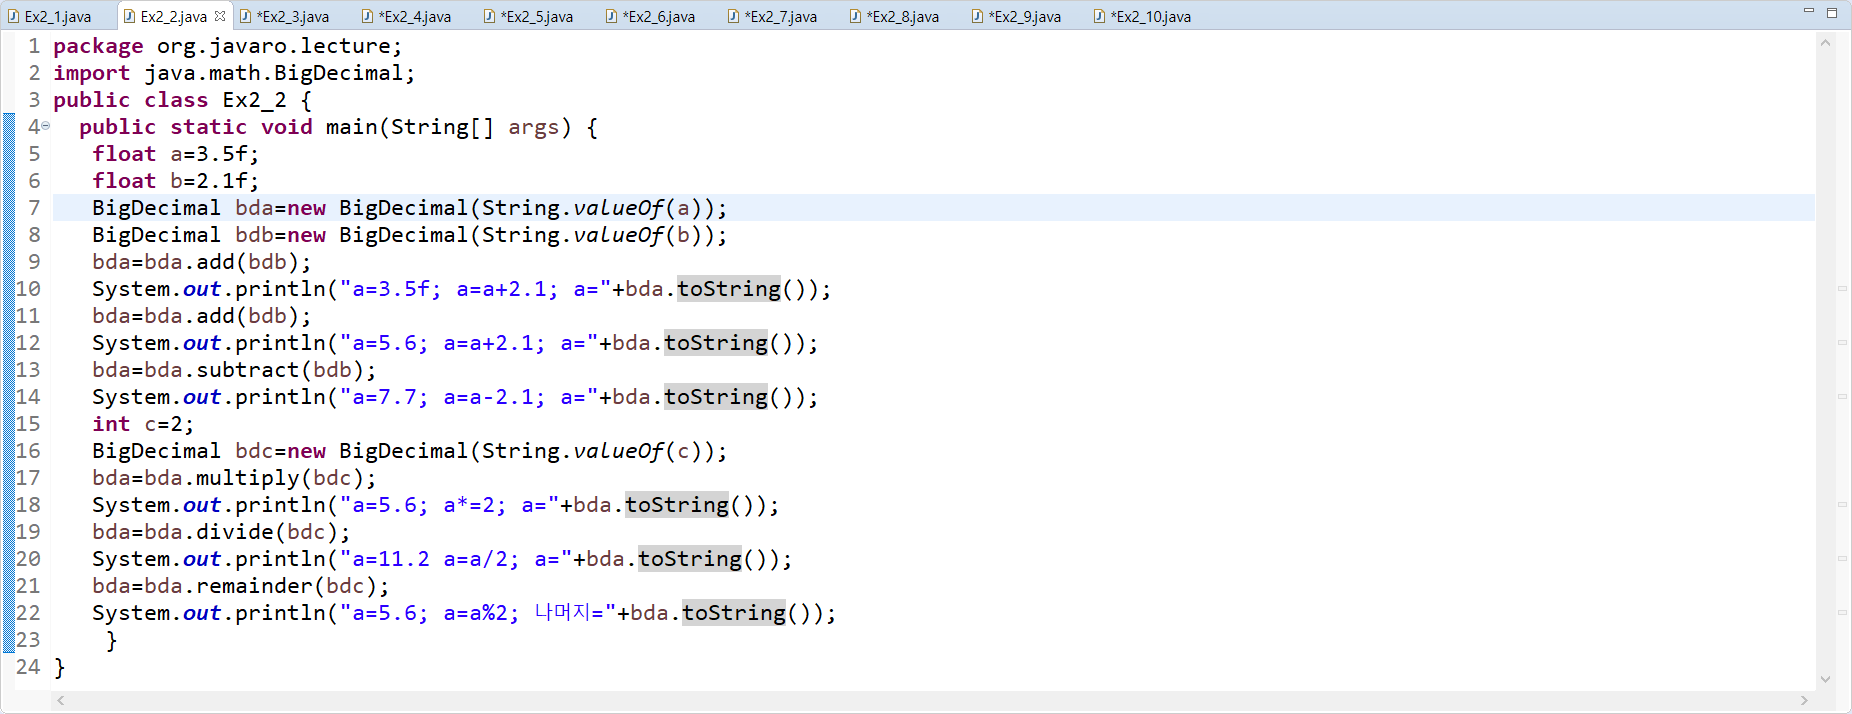 Ex2_1.java Ex2_2.java *Ex2_3.java *Ex2_4.java *Ex2_5.java *Ex2_6.java *Ex2_7.java *Ex2_8.java *Ex2_9.java *Ex2_10.java
1 package org.javaro.lecture;
2 import java.math.BigDecimal;
3 public class Ex2_2 {
4 public static void main(String[] args) {
5 float a=3.5f;
6 float b=2.1f;
7 BigDecimal bda=new BigDecimal(String.valueOf(a));
8 BigDecimal bdb=new BigDecimal(String.valueOf(b));
9 bda=bda.add(bdb);
10 System.out.println("a=3.5f; a=a+2.1; a="+bda.toString());
11 bda=bda.add(bdb);
12 System.out.println("a=5.6; a=a+2.1; a="+bda.toString());
13 bda=bda.subtract(bdb);
14 System.out.println("a=7.7; a=a-2.1; a="+bda.toString());
15 int c=2;
16 BigDecimal bdc=new BigDecimal(String.valueOf(c));
17 bda=bda.multiply(bdc);
18 System.out.println("a=5.6; a*=2; a="+bda.toString());
19 bda=bda.divide(bdc);
20 System.out.println("a=11.2 a=a/2; a="+bda.toString());
21 bda=bda.remainder(bdc);
22 System.out.println("a=5.6; a=a%2; 나머지="+bda.toString());
23 }
24 }